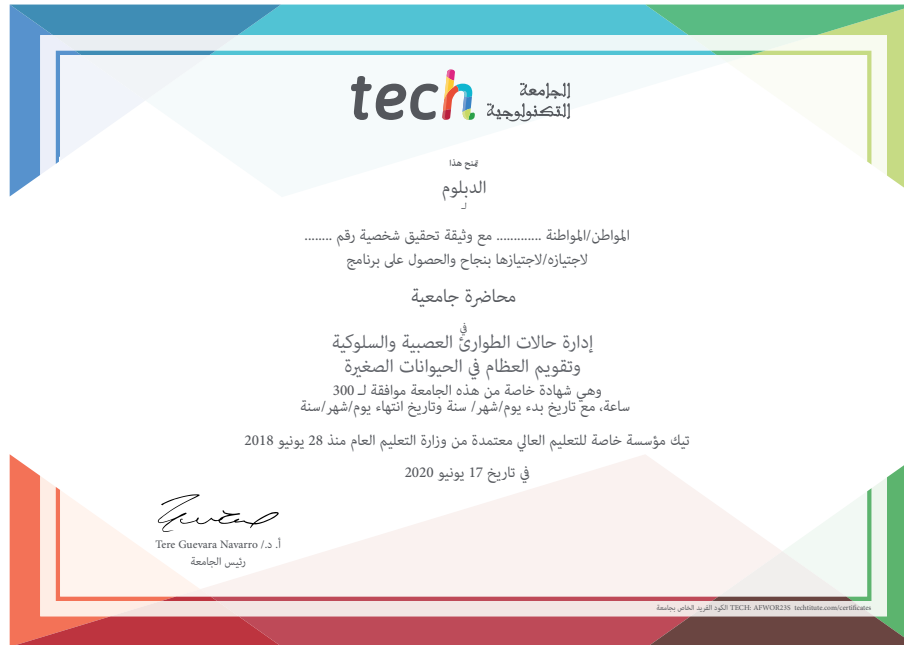 tech الجامعة
التكنولوجية
تمنح هذا
الدبلوم
لـ
المواطن/المواطنة ............. مع وثيقة تحقيق شخصية رقم ........
لاجتيازه/لاجتيازها بنجاح والحصول على برنامج
محاضرة جامعية
في
إدارة حالات الطوارئ العصبية والسلوكية
وتقويم العظام في الحيوانات الصغيرة
وهي شهادة خاصة من هذه الجامعة موافقة لـ 300
ساعة، مع تاريخ بدء يوم/شهر/ سنة وتاريخ انتهاء يوم/شهر/سنة
تيك مؤسسة خاصة للتعليم العالي معتمدة من وزارة التعليم العام منذ 28 يونيو 2018
في تاريخ 17 يونيو 2020
أ. د./ Tere Guevara Navarro
رئيس الجامعة
الكود الفريد الخاص بجامعة TECH: AFWOR235 techtitute.com/certificates